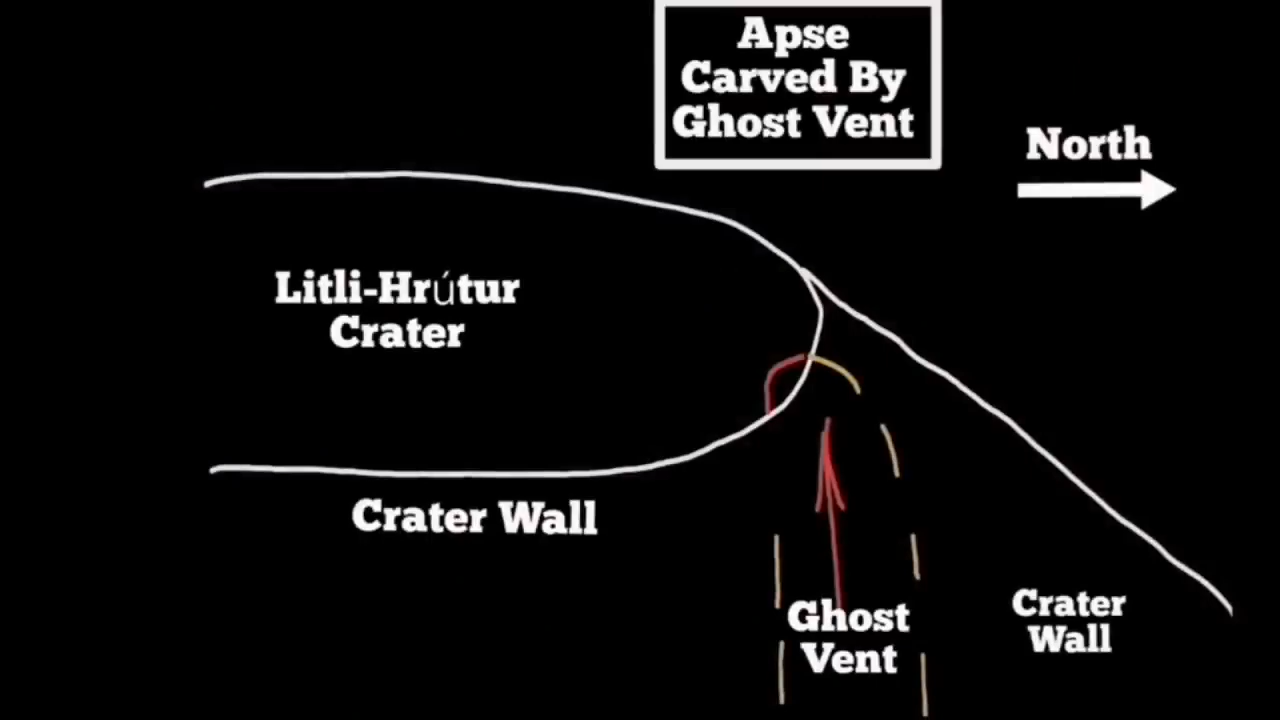 Apse
Carved By
Ghost Vent
North
Litli-Hrútur
Crater
Crater Wall
Ghost
Vent
Crater
Wall